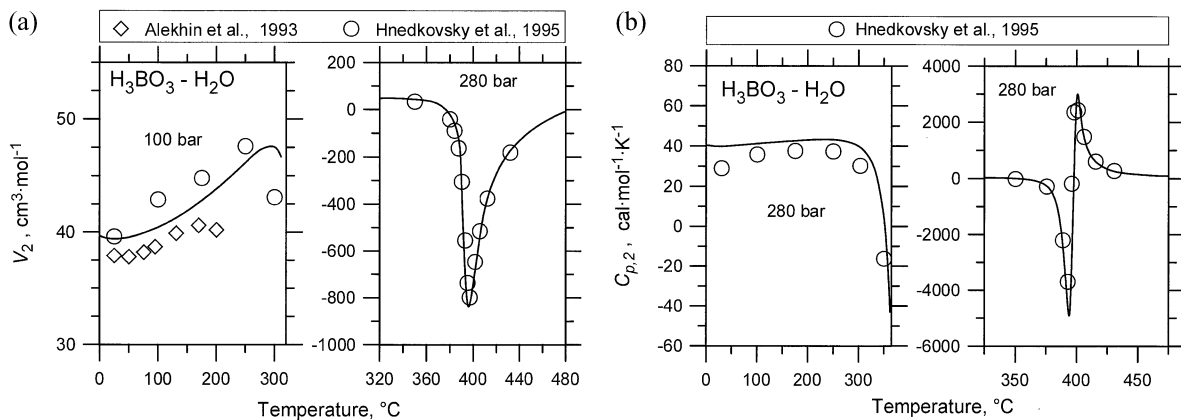 (a)
◇ Alekhin et al., 1993 ○ Hnedkovsky et al., 1995
H₃BO₃ - H₂O
100 bar
V₂ , cm³·mol⁻¹
50
40
30
0 100 200 300
280 bar
200
0
-200
-400
-600
-800
-1000
320 360 400 440 480
Temperature, °C
(b)
○ Hnedkovsky et al., 1995
H₃BO₃ - H₂O
280 bar
Cp,2 , cal·mol⁻¹·K⁻¹
80
60
40
20
0
-20
-40
-60
0 100 200 300
280 bar
4000
2000
0
-2000
-4000
-6000
350 400 450
Temperature, °C